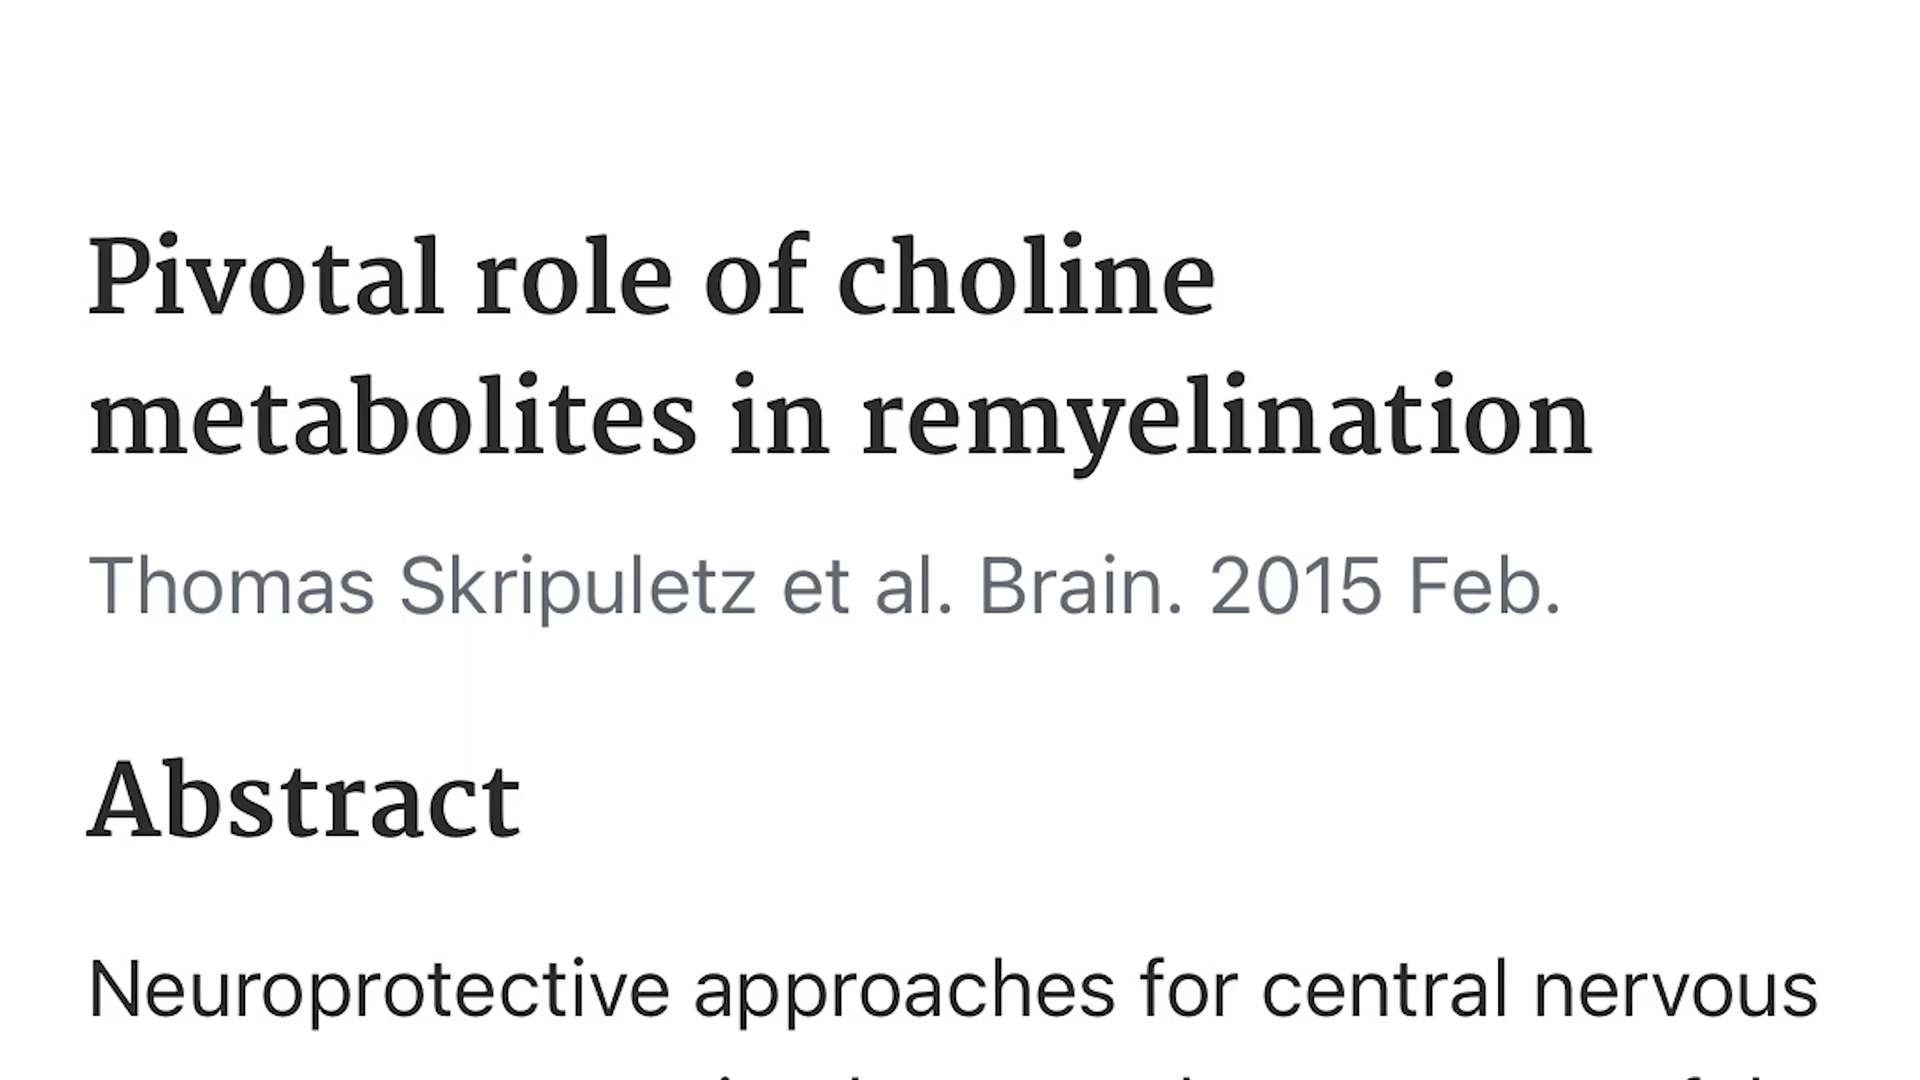 Pivotal role of choline
metabolites in remyelination
Thomas Skripuletz et al. Brain. 2015 Feb.
Abstract
Neuroprotective approaches for central nervous